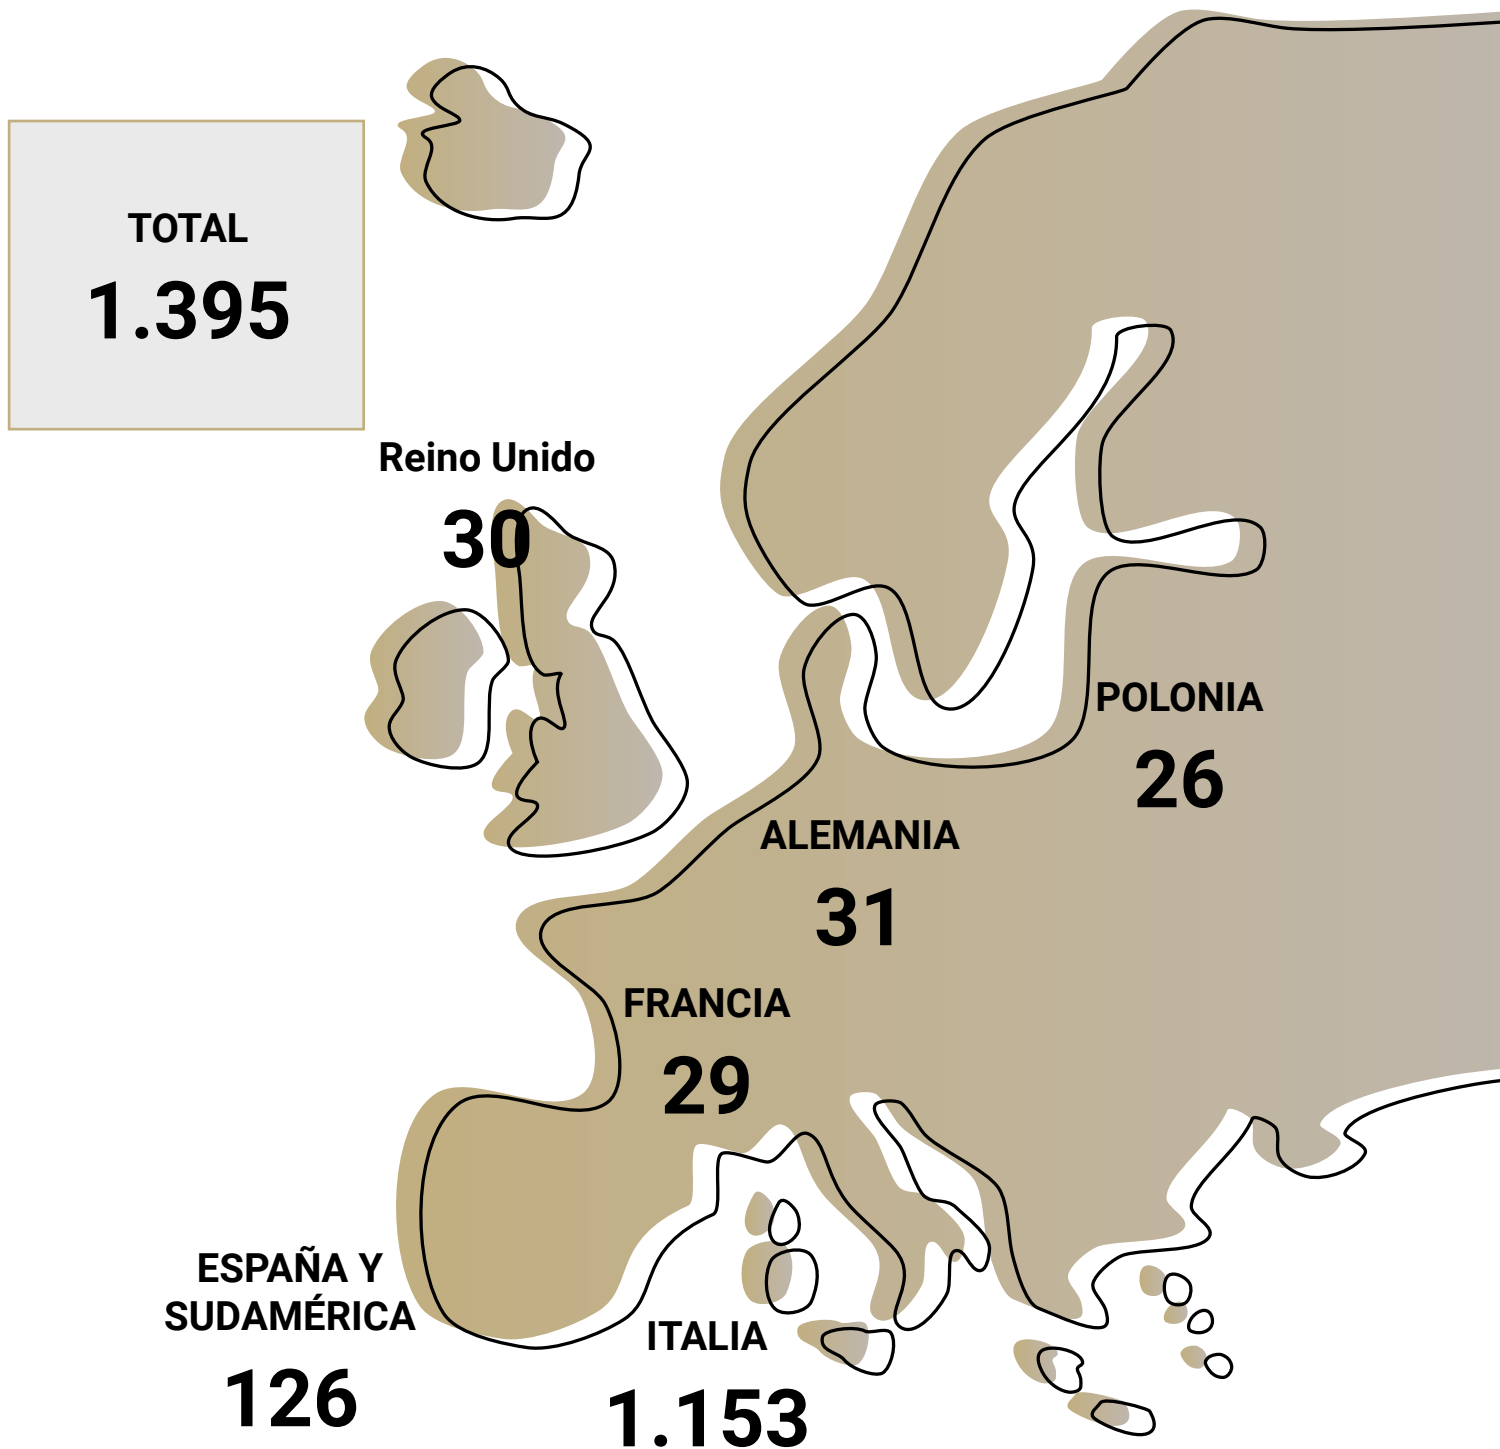 TOTAL
1.395
Reino Unido
30
POLONIA
26
ALEMANIA
31
FRANCIA
29
ESPAÑA Y
SUDAMÉRICA
126
ITALIA
1.153